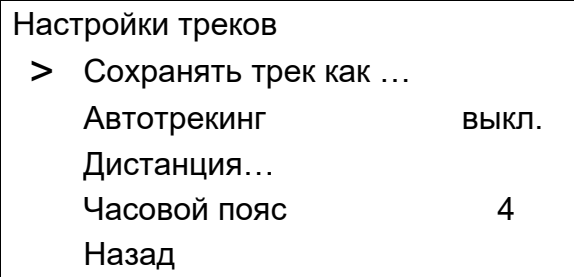 Настройки треков
> Сохранять трек как …
Автотрекинг выкл.
Дистанция…
Часовой пояс 4
Назад